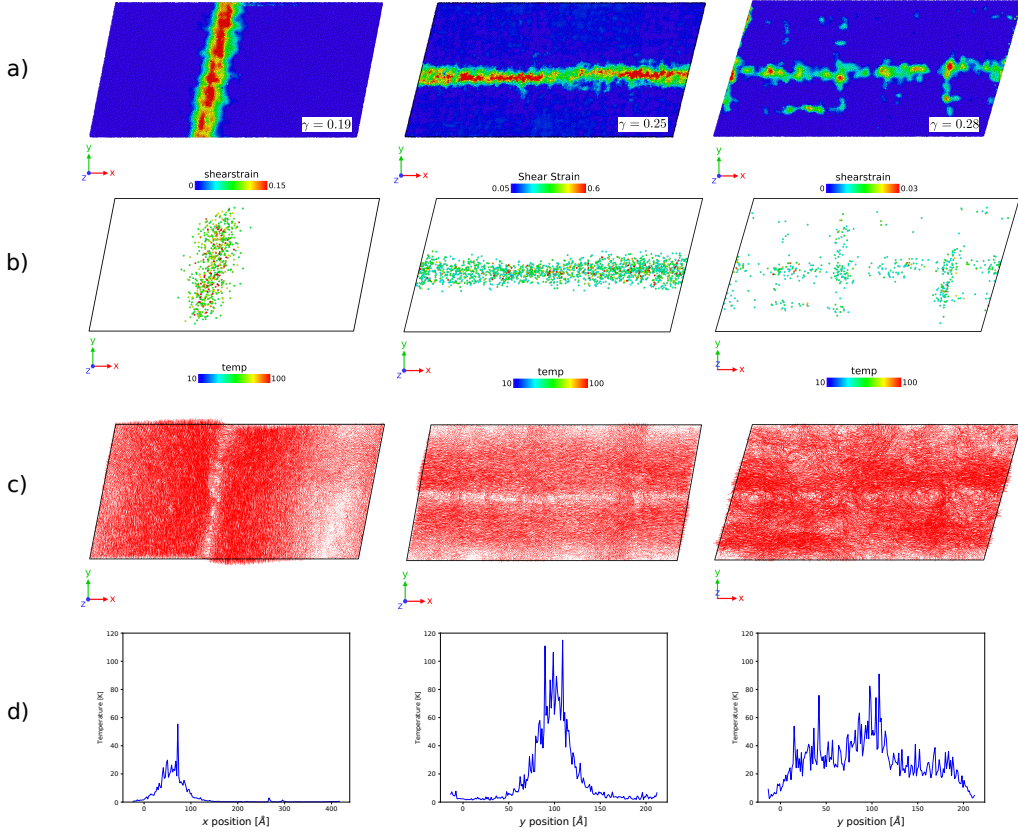 a)
γ = 0.19
γ = 0.25
γ = 0.28
y
z
x
y
z
x
y
z
x
shearstrain
0
0.15
Shear Strain
0.05
0.6
shearstrain
0
0.03
b)
y
z
x
y
z
x
y
z
x
temp
10
100
temp
10
100
temp
10
100
c)
y
z
x
y
z
x
y
z
x
d)
120
100
80
60
40
20
0
Temperature [K]
0
100
200
300
400
x position [Å]
120
100
80
60
40
20
0
Temperature [K]
0
50
100
150
200
y position [Å]
120
100
80
60
40
20
0
Temperature [K]
0
50
100
150
200
y position [Å]